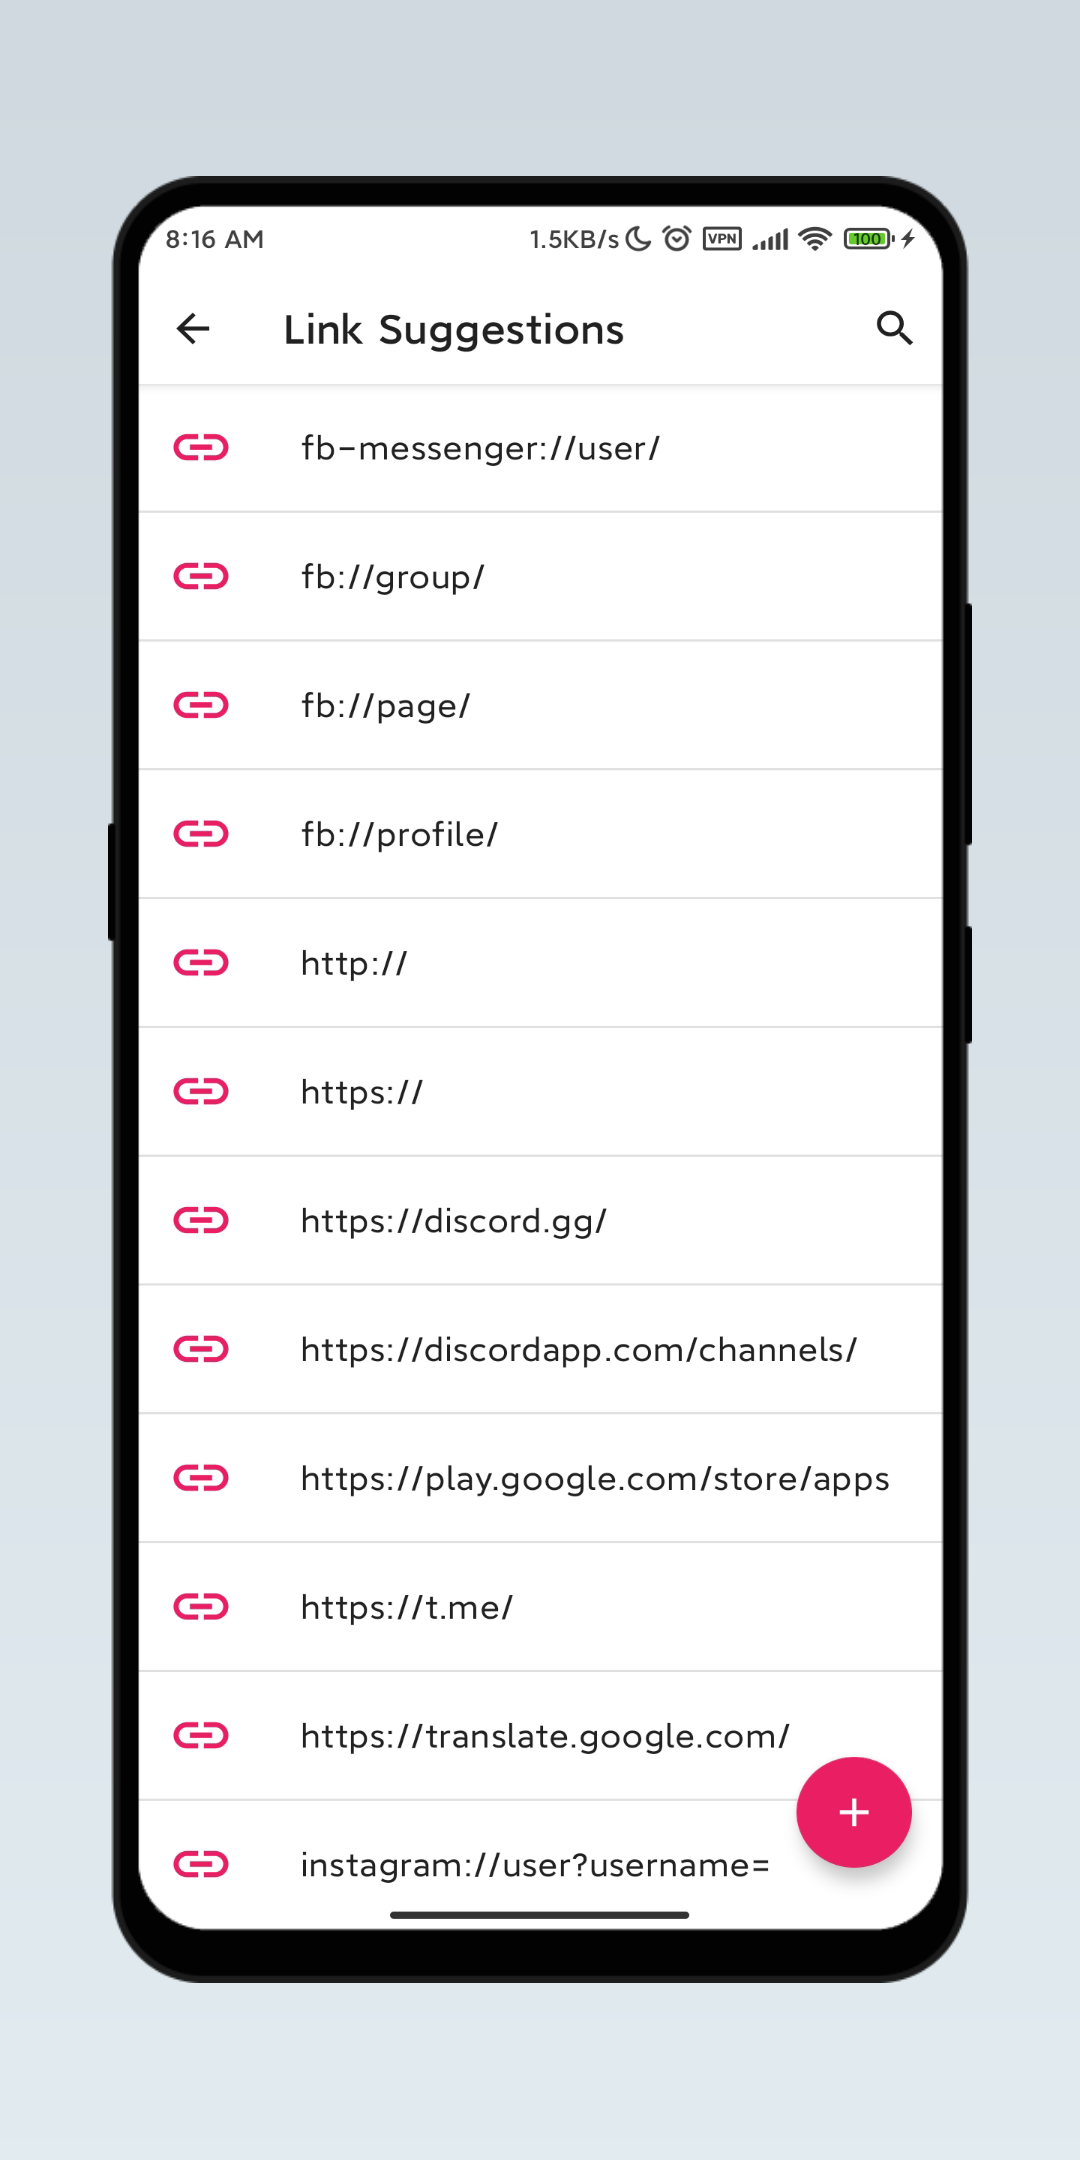 8:16 AM 1.5KB/s VPN 100
Link Suggestions
fb-messenger://user/
fb://group/
fb://page/
fb://profile/
http://
https://
https://discord.gg/
https://discordapp.com/channels/
https://play.google.com/store/apps
https://t.me/
https://translate.google.com/
instagram://user?username=